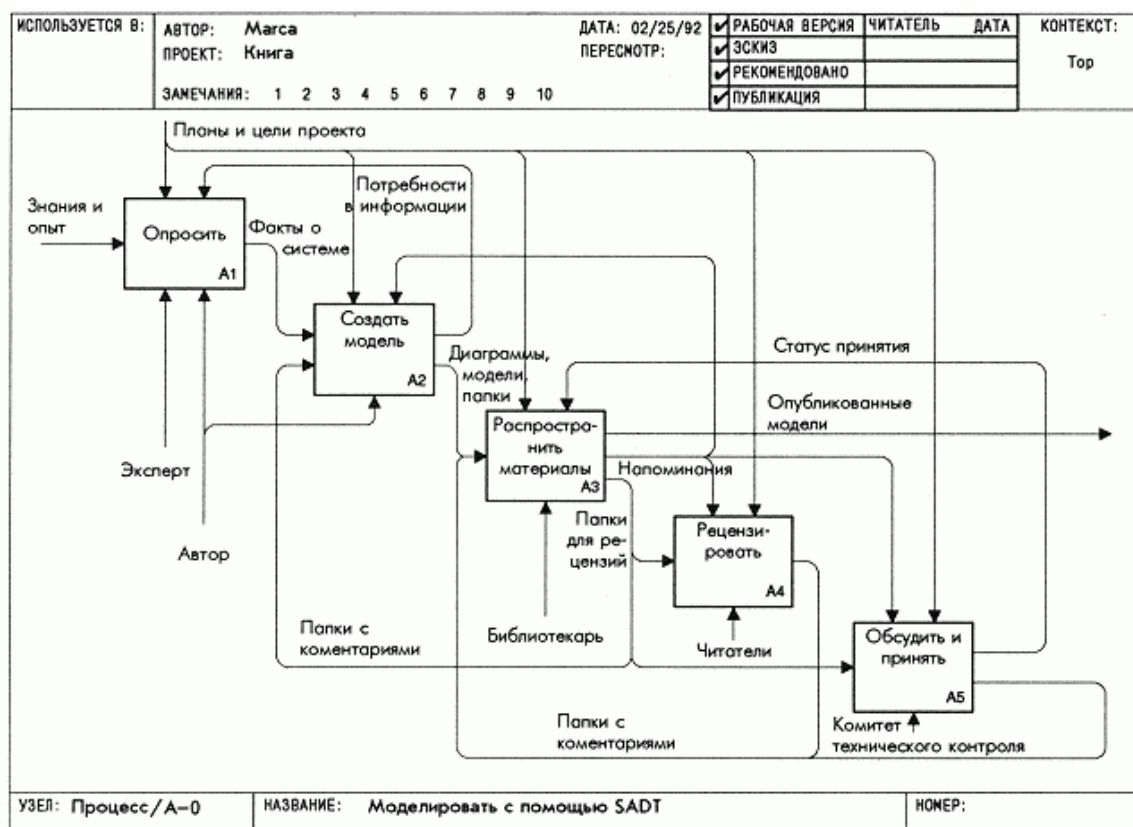 ИСПОЛЬЗУЕТСЯ В:
АВТОР: Marca
ДАТА: 02/25/92
ПРОЕКТ: Книга
ПЕРЕСМОТР:
ЗАМЕЧАНИЯ: 1 2 3 4 5 6 7 8 9 10
✔ РАБОЧАЯ ВЕРСИЯ
✔ ЭСКИЗ
✔ РЕКОМЕНДОВАНО
✔ ПУБЛИКАЦИЯ
ЧИТАТЕЛЬ ДАТА
КОНТЕКСТ:
Top
Планы и цели проекта
Потребности
в информации
Знания и
опыт
Опросить
A1
Факты о
системе
Создать
модель
A2
Статус принятия
Диаграммы,
модели,
папки
Опубликованные
модели
Распростра-
нить
материалы
A3
Напоминания
Эксперт
Автор
Папки
для ре-
цензий
Рецензи-
ровать
A4
Библиотекарь
Папки с
коментариями
Читатели
Обсудить и
принять
A5
Папки с
коментариями
Комитет
технического контроля
УЗЕЛ: Процесс/А-0
НАЗВАНИЕ: Моделировать с помощью SADT
НОМЕР: